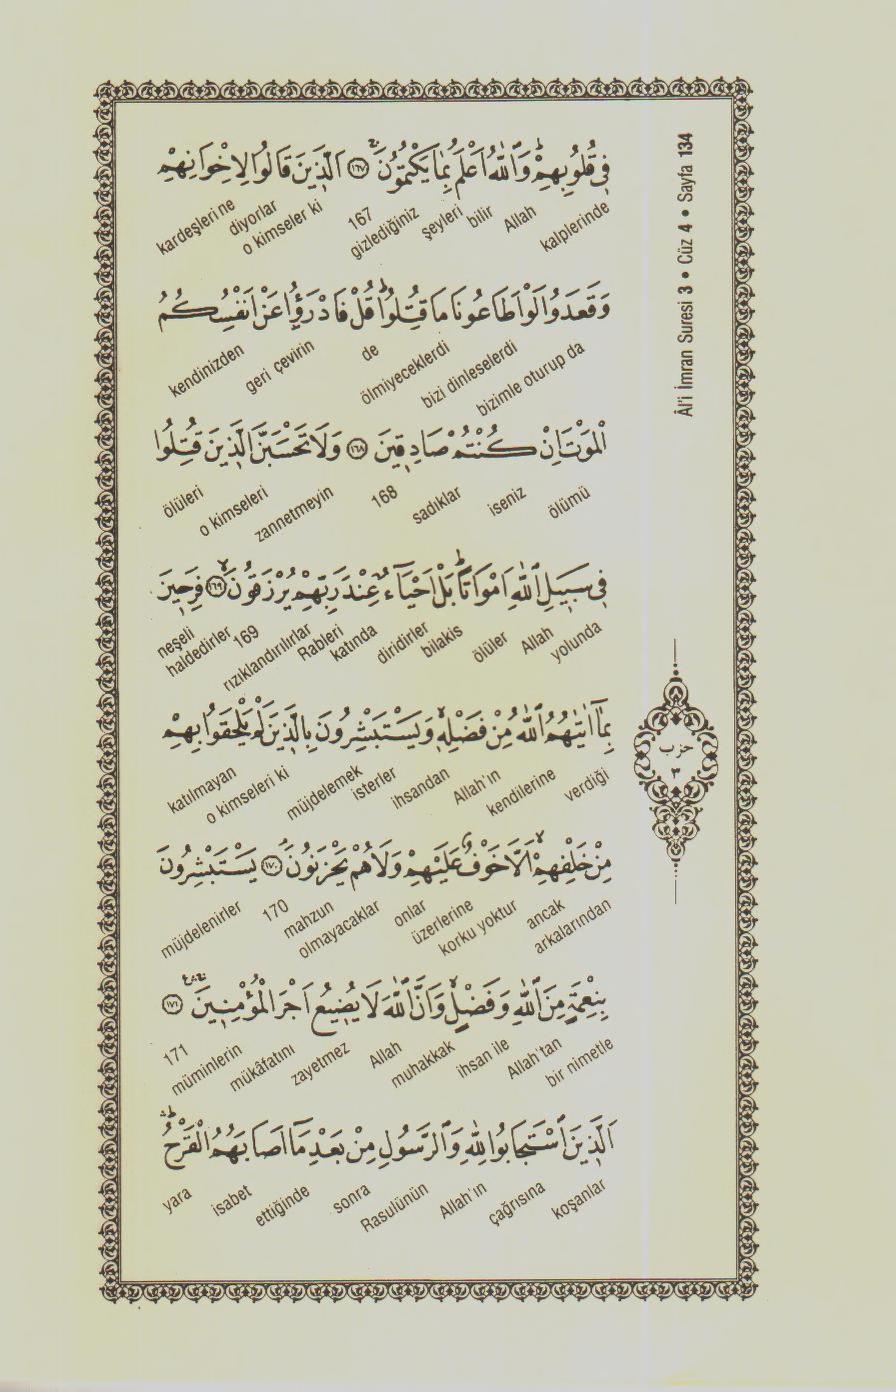 Âl'i İmran Suresi 3 • Cüz 4 • Sayfa 134
فِى قُلُوبِهِمْ وَاللّٰهُ اَعْلَمُ بِمَا يَكْتُمُونَ ﴿١٦٧﴾ اَلَّذِينَ قَالُوا لِاِخْوَانِهِمْ
kalplerinde Allah bilir şeyleri gizlediğiniz 167 o kimseler ki diyorlar kardeşlerine
وَقَعَدُوا لَوْ اَطَاعُونَا مَا قُتِلُوا قُلْ فَادْرَؤُا عَنْ اَنْفُسِكُمُ
bizimle oturup da bizi dinleselerdi ölmiyeceklerdi de geri çevirin kendinizden
الْمَوْتَ اِنْ كُنْتُمْ صَادِقِينَ ﴿١٦٨﴾ وَلَا تَحْسَبَنَّ الَّذِينَ قُتِلُوا
ölümü iseniz sadıklar 168 zannetmeyin o kimseleri ölüleri
فِى سَبِيلِ اللّٰهِ اَمْوَاتًا بَلْ اَحْيَٓاءٌ عِنْدَ رَبِّهِمْ يُرْزَقُونَ ﴿١٦٩﴾ فَرِحِينَ
yolunda Allah ölüler bilakis diridirler katında Rableri rızıklandırılırlar 169 neşeli haldedirler
بِمَٓا اٰتٰيهُمُ اللّٰهُ مِنْ فَضْلِهِ وَيَسْتَبْشِرُونَ بِالَّذِينَ لَمْ يَلْحَقُوا بِهِمْ
verdiği kendilerine Allah'ın ihsandan isterler müjdelemek o kimseleri ki katılmayan
حزب
٣
مِنْ خَلْفِهِمْ اَلَّا خَوْفٌ عَلَيْهِمْ وَلَا هُمْ يَحْزَنُونَ ﴿١٧٠﴾ يَسْتَبْشِرُونَ
arkalarından ancak korku yoktur üzerlerine onlar olmayacaklar mahzun 170 müjdelenirler
بِنِعْمَةٍ مِنَ اللّٰهِ وَفَضْلٍ وَاَنَّ اللّٰهَ لَا يُضِيعُ اَجْرَ الْمُؤْمِنِينَ ﴿١٧١﴾
bir nimetle Allah'tan ihsan ile muhakkak Allah zayetmez mükâfatını müminlerin 171
اَلَّذِينَ اسْتَجَابُوا لِلّٰهِ وَالرَّسُولِ مِنْ بَعْدِ مَٓا اَصَابَهُمُ الْقَرْحُ
koşanlar çağrısına Allah'ın Rasulünün sonra ettiğinde isabet yara